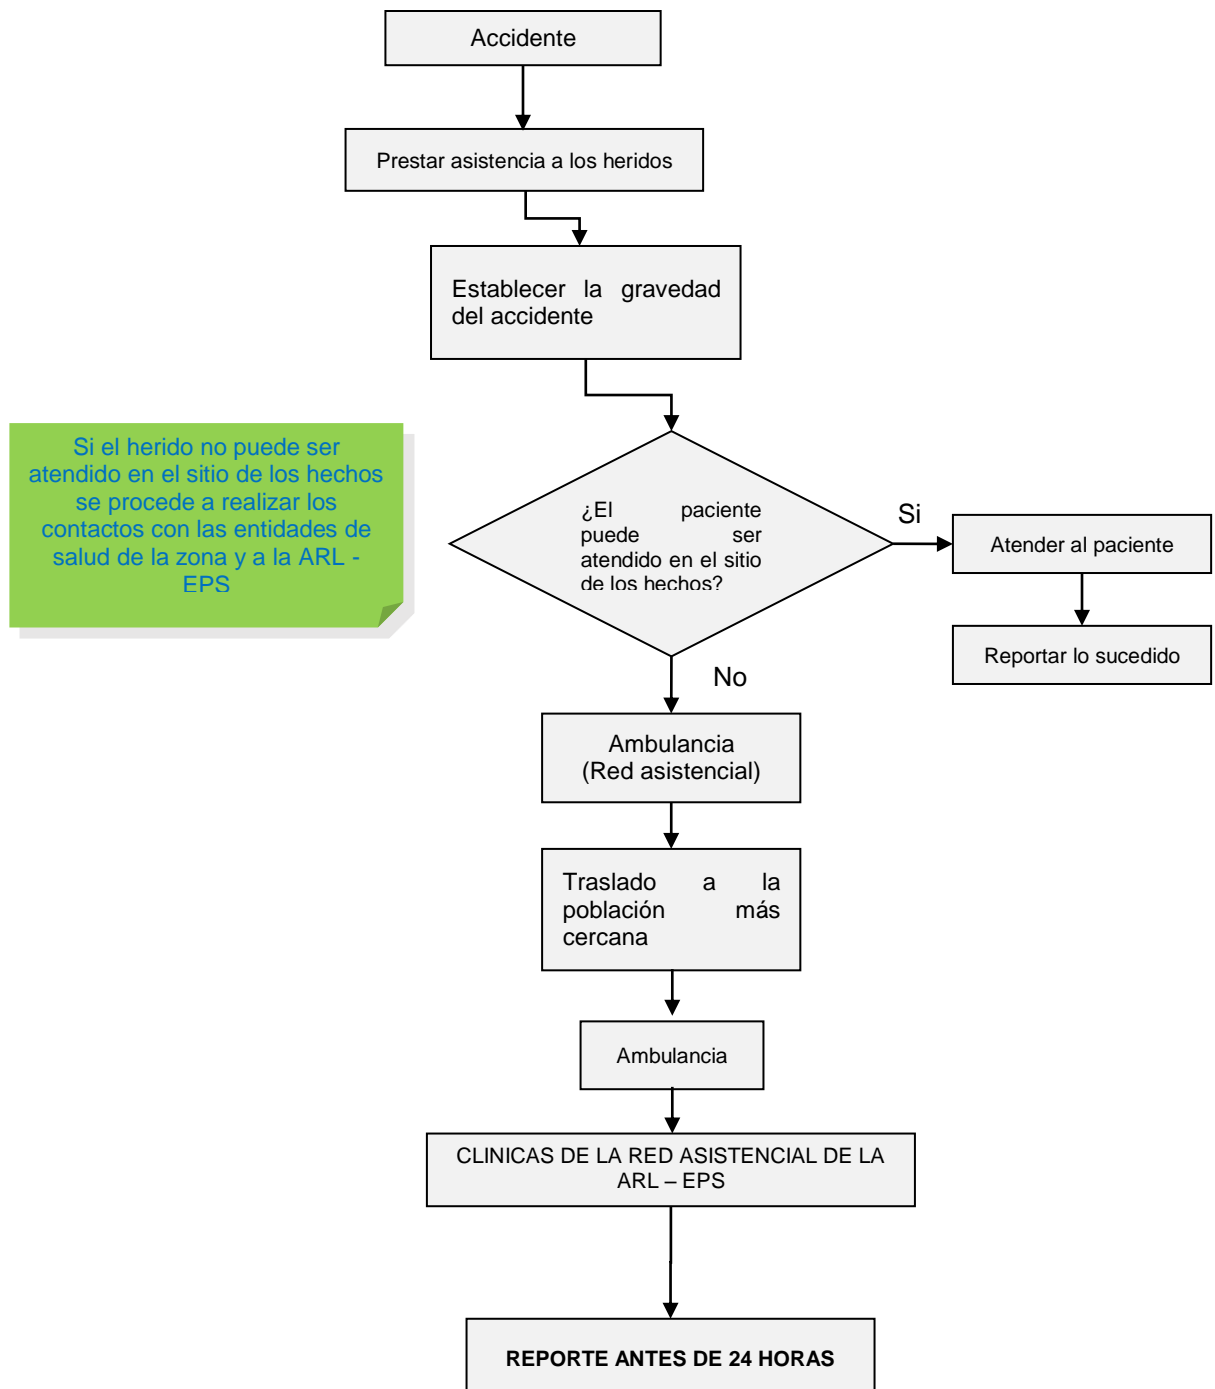 Accidente
Prestar asistencia a los heridos
Establecer la gravedad
del accidente
Si el herido no puede ser
atendido en el sitio de los hechos
se procede a realizar los
contactos con las entidades de
salud de la zona y a la ARL -
EPS
¿El paciente
puede ser
atendido en el sitio
de los hechos?
Si
Atender al paciente
Reportar lo sucedido
No
Ambulancia
(Red asistencial)
Traslado a la
población más
cercana
Ambulancia
CLINICAS DE LA RED ASISTENCIAL DE LA
ARL – EPS
REPORTE ANTES DE 24 HORAS